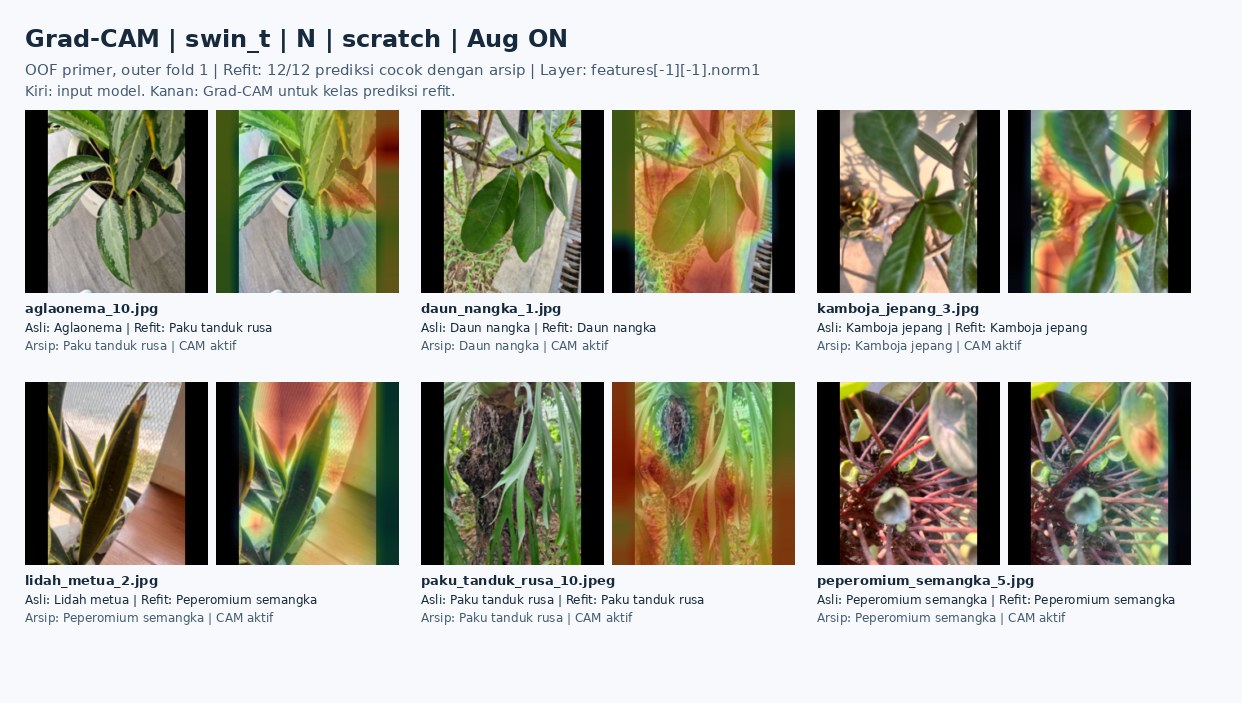 Grad-CAM | swin_t | N | scratch | Aug ON
OOF primer, outer fold 1 | Refit: 12/12 prediksi cocok dengan arsip | Layer: features[-1][-1].norm1
Kiri: input model. Kanan: Grad-CAM untuk kelas prediksi refit.
aglaonema_10.jpg
Asli: Aglaonema | Refit: Paku tanduk rusa
Arsip: Paku tanduk rusa | CAM aktif
daun_nangka_1.jpg
Asli: Daun nangka | Refit: Daun nangka
Arsip: Daun nangka | CAM aktif
kamboja_jepang_3.jpg
Asli: Kamboja jepang | Refit: Kamboja jepang
Arsip: Kamboja jepang | CAM aktif
lidah_metua_2.jpg
Asli: Lidah metua | Refit: Peperomium semangka
Arsip: Peperomium semangka | CAM aktif
paku_tanduk_rusa_10.jpeg
Asli: Paku tanduk rusa | Refit: Paku tanduk rusa
Arsip: Paku tanduk rusa | CAM aktif
peperomium_semangka_5.jpg
Asli: Peperomium semangka | Refit: Peperomium semangka
Arsip: Peperomium semangka | CAM aktif